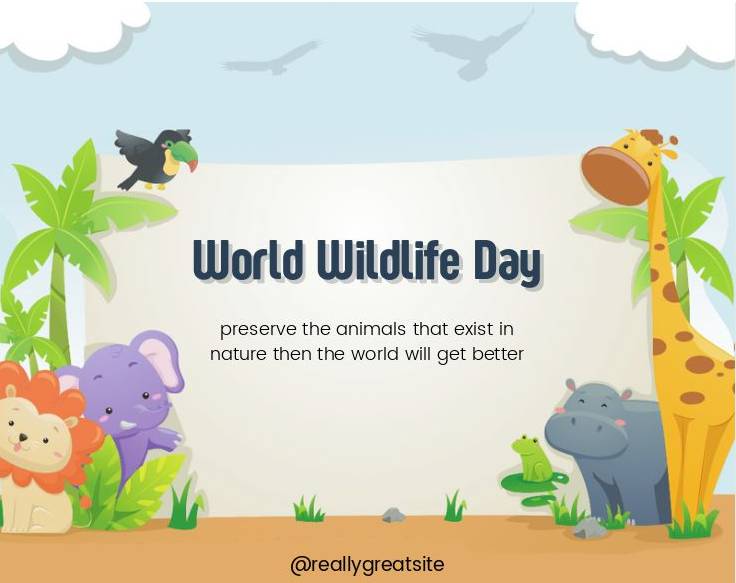 World Wildlife Day
preserve the animals that exist in
nature then the world will get better
@reallygreatsite